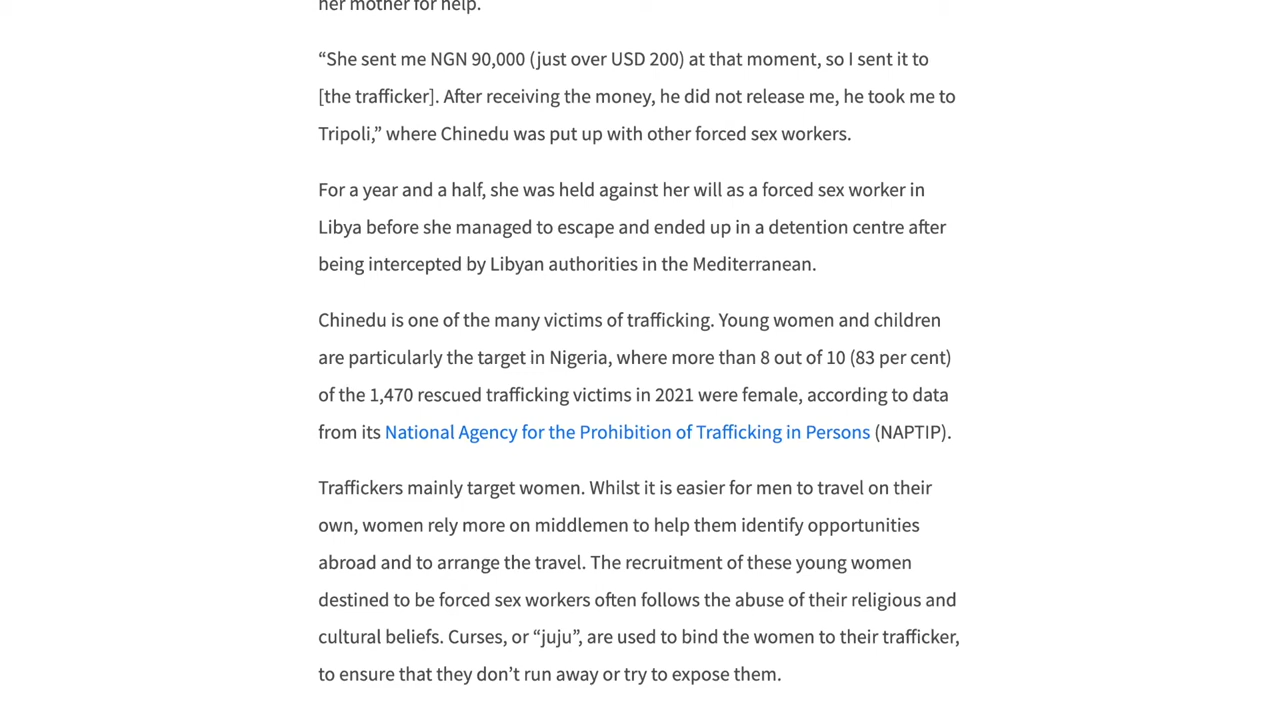 her mother for help.
“She sent me NGN 90,000 (just over USD 200) at that moment, so I sent it to
[the trafficker]. After receiving the money, he did not release me, he took me to
Tripoli,” where Chinedu was put up with other forced sex workers.
For a year and a half, she was held against her will as a forced sex worker in
Libya before she managed to escape and ended up in a detention centre after
being intercepted by Libyan authorities in the Mediterranean.
Chinedu is one of the many victims of trafficking. Young women and children
are particularly the target in Nigeria, where more than 8 out of 10 (83 per cent)
of the 1,470 rescued trafficking victims in 2021 were female, according to data
from its National Agency for the Prohibition of Trafficking in Persons (NAPTIP).
Traffickers mainly target women. Whilst it is easier for men to travel on their
own, women rely more on middlemen to help them identify opportunities
abroad and to arrange the travel. The recruitment of these young women
destined to be forced sex workers often follows the abuse of their religious and
cultural beliefs. Curses, or “juju”, are used to bind the women to their trafficker,
to ensure that they don’t run away or try to expose them.